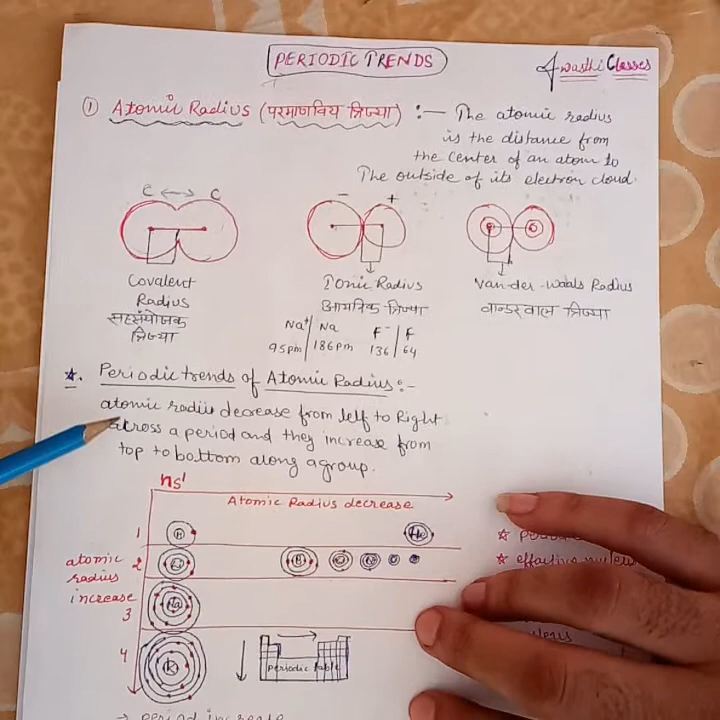 PERIODIC TRENDS
Awasthi Classes
① Atomic Radius (परमाणविय त्रिज्या) :— The atomic radius
is the distance from
the center of an atom to
The outside of its electron cloud.
C ↔ C
- +
Covalent
Radius
सहसंयोजक
त्रिज्या
Ionic Radius
आयनिक त्रिज्या
Na⁺ | Na F⁻ | F
95pm | 186pm 136 | 64
Van-der-Waals Radius
वान्डरवाल त्रिज्या
★. Periodic trends of Atomic Radius:-
atomic radii decrease from left to Right
across a period and they increase from
top to bottom along a group.
ns¹
Atomic Radius decrease
1 H He
atomic
radius
increase
2 Li
3 Na
4 K
periodic table
★ effective nucle
→ period increase